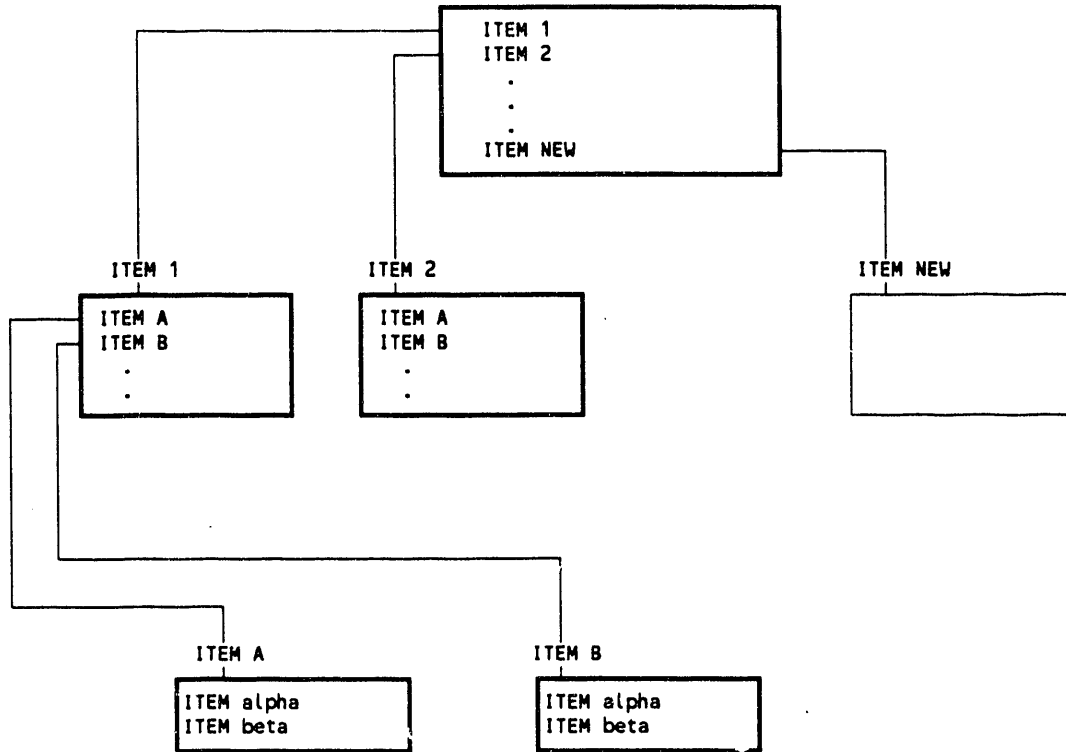 ITEM 1
ITEM 2
.
.
.
ITEM NEW
ITEM 1
ITEM 2
ITEM NEW
ITEM A
ITEM B
.
.
ITEM A
ITEM B
.
.
ITEM A
ITEM B
ITEM alpha
ITEM beta
ITEM alpha
ITEM beta